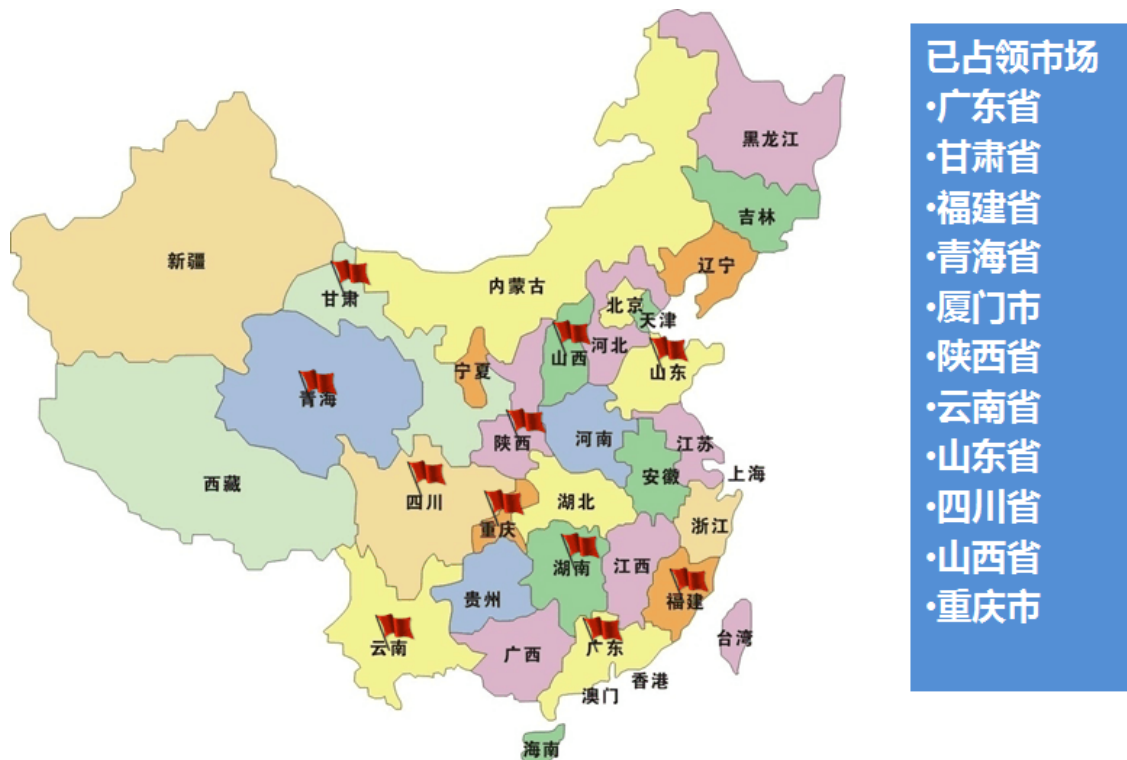 黑龙江
吉林
新疆
辽宁
内蒙古
甘肃
北京
天津
山西
河北
宁夏
山东
青海
陕西
河南
江苏
西藏
四川
安徽
上海
重庆
湖北
浙江
湖南
江西
贵州
福建
云南
广西
广东
台湾
香港
澳门
海南
已占领市场
•广东省
•甘肃省
•福建省
•青海省
•厦门市
•陕西省
•云南省
•山东省
•四川省
•山西省
•重庆市